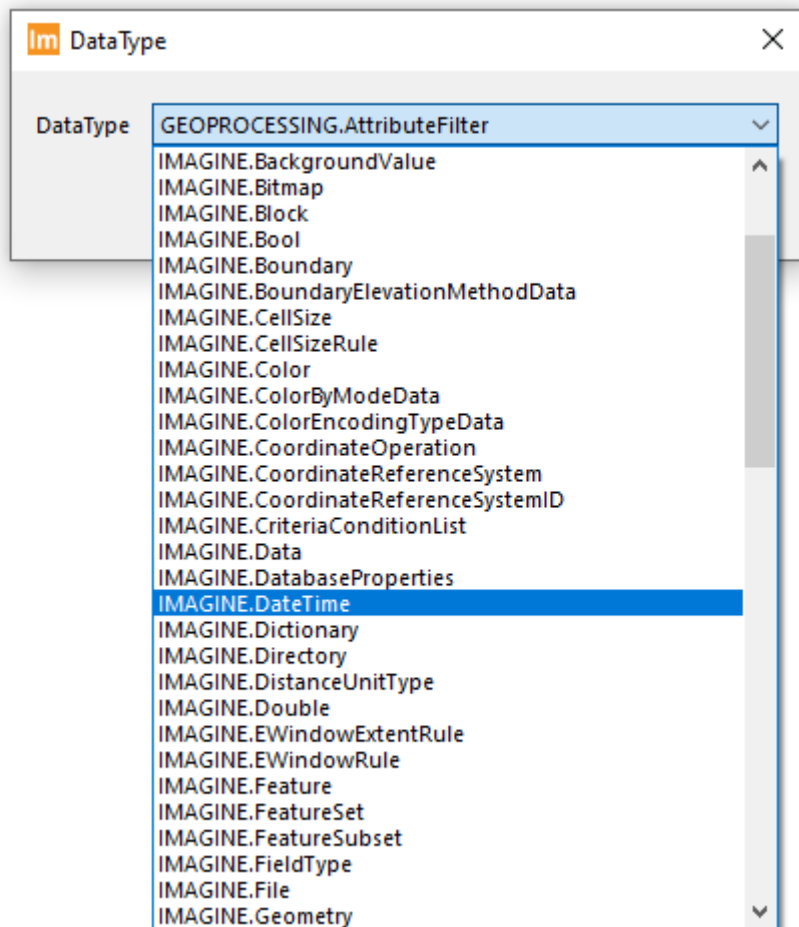 Im DataType
DataType GEOPROCESSING.AttributeFilter
IMAGINE.BackgroundValue
IMAGINE.Bitmap
IMAGINE.Block
IMAGINE.Bool
IMAGINE.Boundary
IMAGINE.BoundaryElevationMethodData
IMAGINE.CellSize
IMAGINE.CellSizeRule
IMAGINE.Color
IMAGINE.ColorByModeData
IMAGINE.ColorEncodingTypeData
IMAGINE.CoordinateOperation
IMAGINE.CoordinateReferenceSystem
IMAGINE.CoordinateReferenceSystemID
IMAGINE.CriteriaConditionList
IMAGINE.Data
IMAGINE.DatabaseProperties
IMAGINE.DateTime
IMAGINE.Dictionary
IMAGINE.Directory
IMAGINE.DistanceUnitType
IMAGINE.Double
IMAGINE.EWindowExtentRule
IMAGINE.EWindowRule
IMAGINE.Feature
IMAGINE.FeatureSet
IMAGINE.FeatureSubset
IMAGINE.FieldType
IMAGINE.File
IMAGINE.Geometry